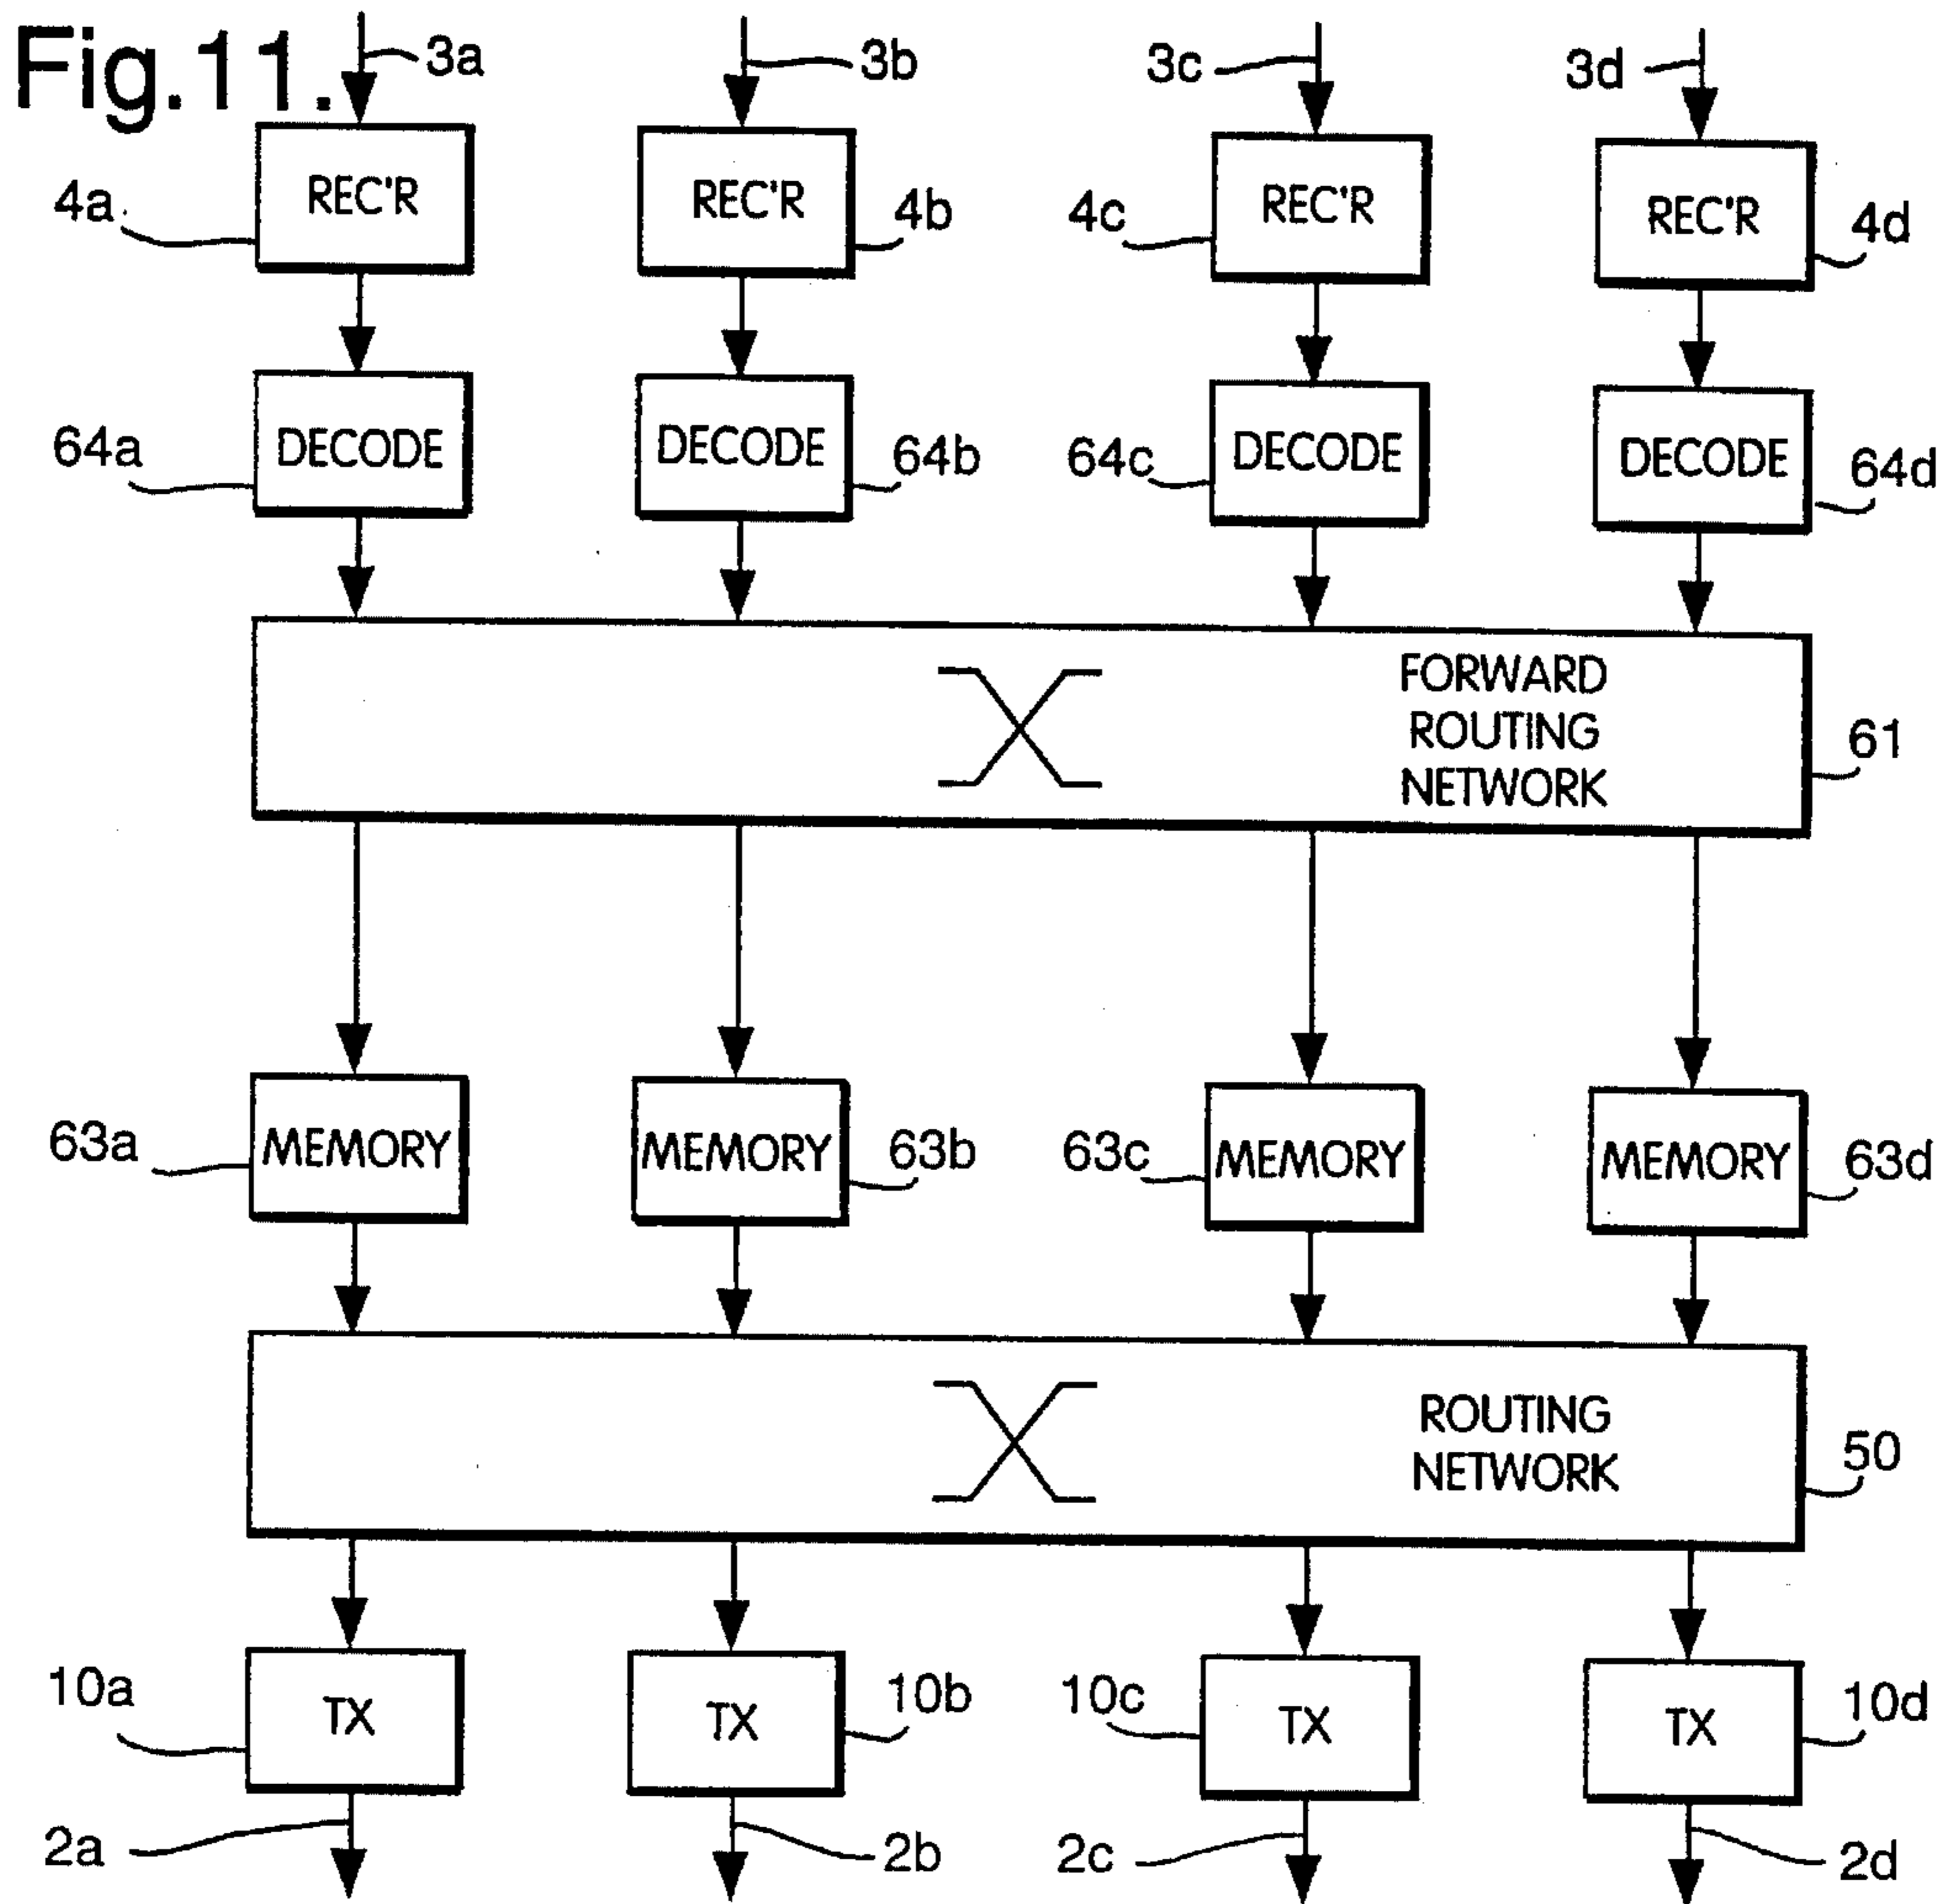 Fig.11.
3a
3b
3c
3d
REC'R
REC'R
REC'R
REC'R
4a
4b
4c
4d
DECODE
DECODE
DECODE
DECODE
64a
64b
64c
64d
FORWARD
ROUTING
NETWORK
61
MEMORY
MEMORY
MEMORY
MEMORY
63a
63b
63c
63d
ROUTING
NETWORK
50
TX
TX
TX
TX
10a
10b
10c
10d
2a
2b
2c
2d